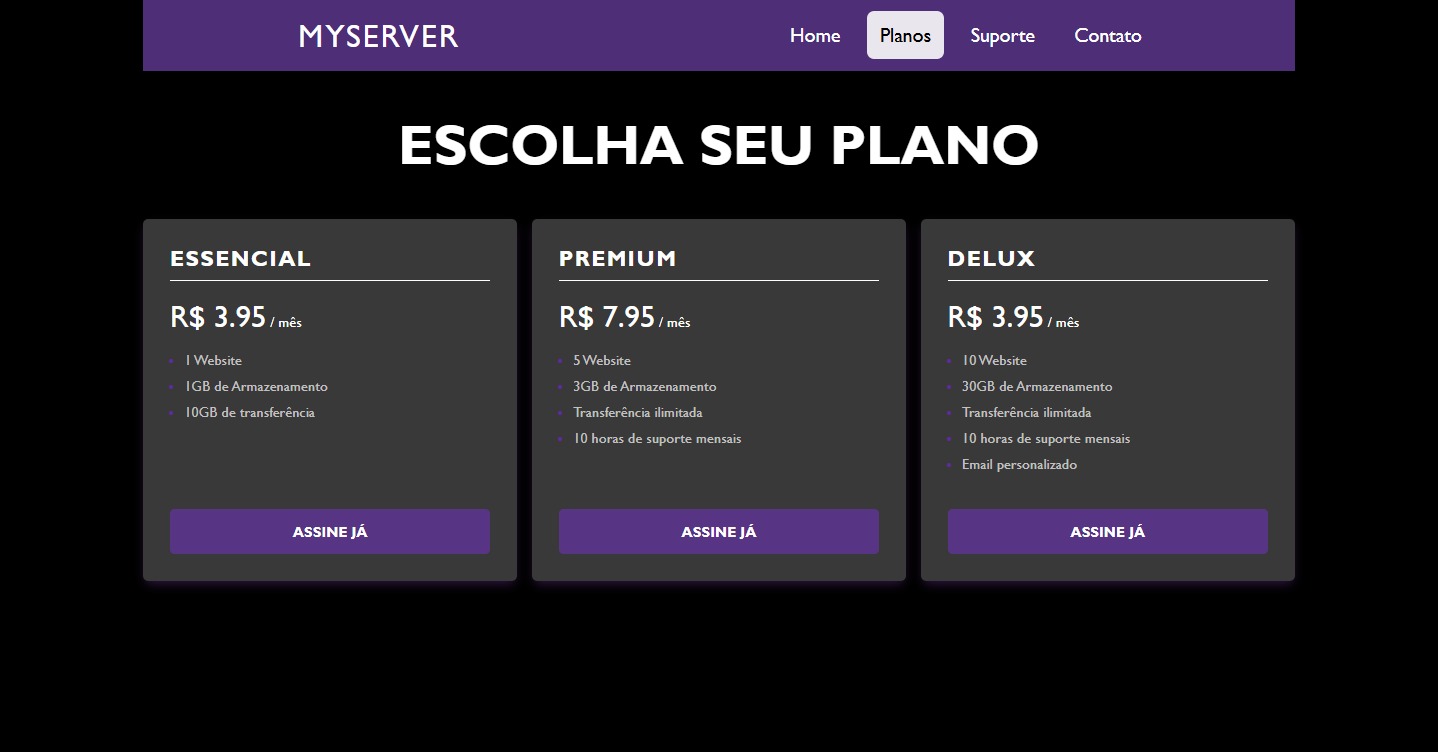 MYSERVER
Home
Planos
Suporte
Contato
ESCOLHA SEU PLANO
ESSENCIAL
R$ 3.95 / mês
1 Website
1GB de Armazenamento
10GB de transferência
ASSINE JÁ
PREMIUM
R$ 7.95 / mês
5 Website
3GB de Armazenamento
Transferência ilimitada
10 horas de suporte mensais
ASSINE JÁ
DELUX
R$ 3.95 / mês
10 Website
30GB de Armazenamento
Transferência ilimitada
10 horas de suporte mensais
Email personalizado
ASSINE JÁ